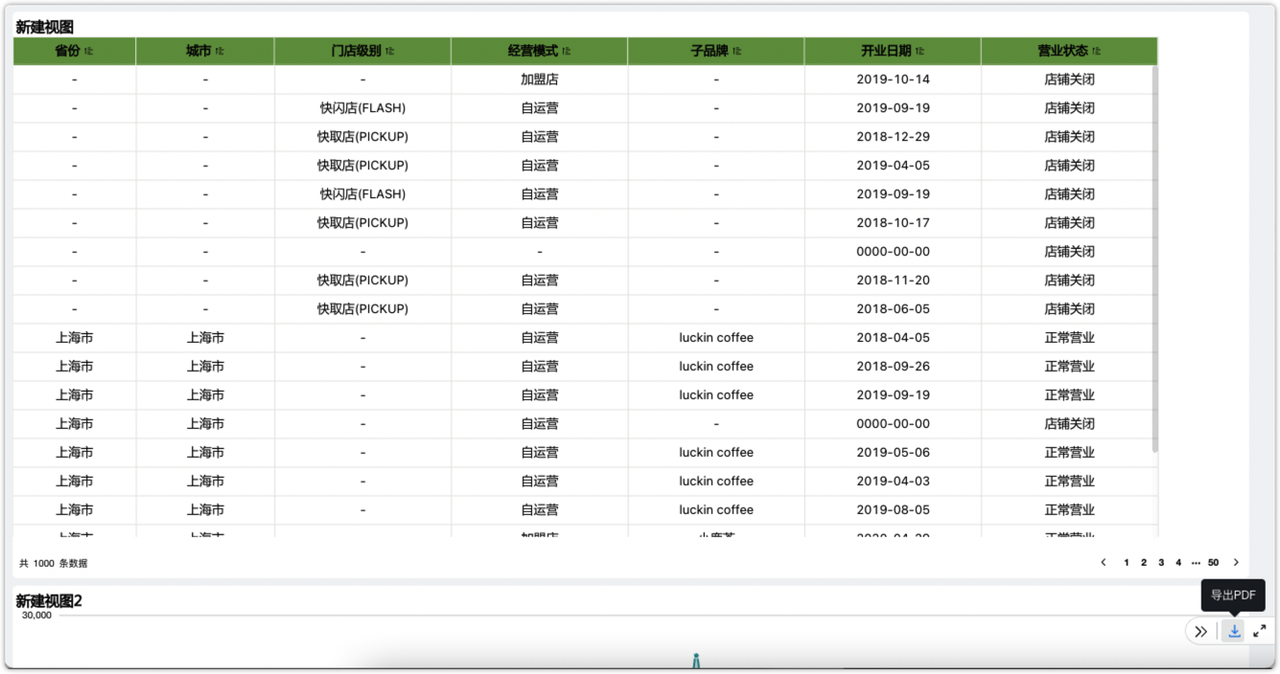 新建视图
省份 城市 门店级别 经营模式 子品牌 开业日期 营业状态
- - - 加盟店 - 2019-10-14 店铺关闭
- - 快闪店(FLASH) 自运营 - 2019-09-19 店铺关闭
- - 快取店(PICKUP) 自运营 - 2018-12-29 店铺关闭
- - 快取店(PICKUP) 自运营 - 2019-04-05 店铺关闭
- - 快闪店(FLASH) 自运营 - 2019-09-19 店铺关闭
- - 快取店(PICKUP) 自运营 - 2018-10-17 店铺关闭
- - - - - 0000-00-00 店铺关闭
- - 快取店(PICKUP) 自运营 - 2018-11-20 店铺关闭
- - 快取店(PICKUP) 自运营 - 2018-06-05 店铺关闭
上海市 上海市 - 自运营 luckin coffee 2018-04-05 正常营业
上海市 上海市 - 自运营 luckin coffee 2018-09-26 正常营业
上海市 上海市 - 自运营 luckin coffee 2019-09-19 正常营业
上海市 上海市 - 自运营 - 0000-00-00 店铺关闭
上海市 上海市 - 自运营 luckin coffee 2019-05-06 正常营业
上海市 上海市 - 自运营 luckin coffee 2019-04-03 正常营业
上海市 上海市 - 自运营 luckin coffee 2019-08-05 正常营业
共 1000 条数据 1 2 3 4 ••• 50
导出PDF
新建视图2
30,000